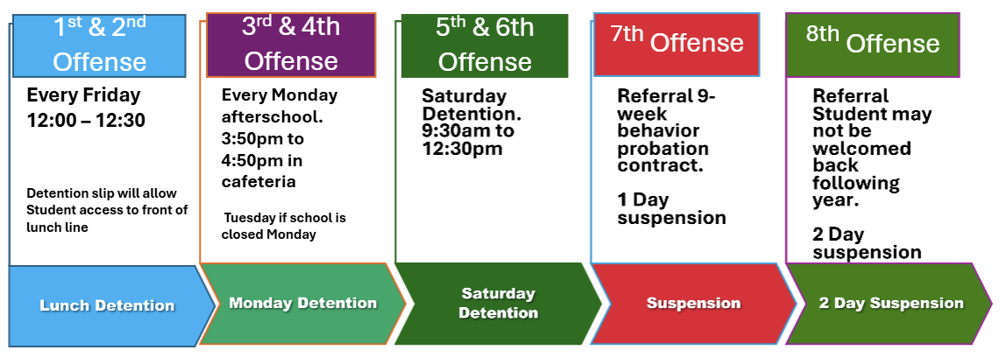 1st & 2nd
Offense
Every Friday
12:00 – 12:30
Detention slip will allow
Student access to front of
lunch line
Lunch Detention
3rd & 4th
Offense
Every Monday
afterschool.
3:50pm to
4:50pm in
cafeteria
Tuesday if school is
closed Monday
Monday Detention
5th & 6th
Offense
Saturday
Detention.
9:30am to
12:30pm
Saturday
Detention
7th Offense
Referral 9-
week
behavior
probation
contract.
1 Day
suspension
Suspension
8th Offense
Referral
Student may
not be
welcomed
back
following
year.
2 Day
suspension
2 Day Suspension